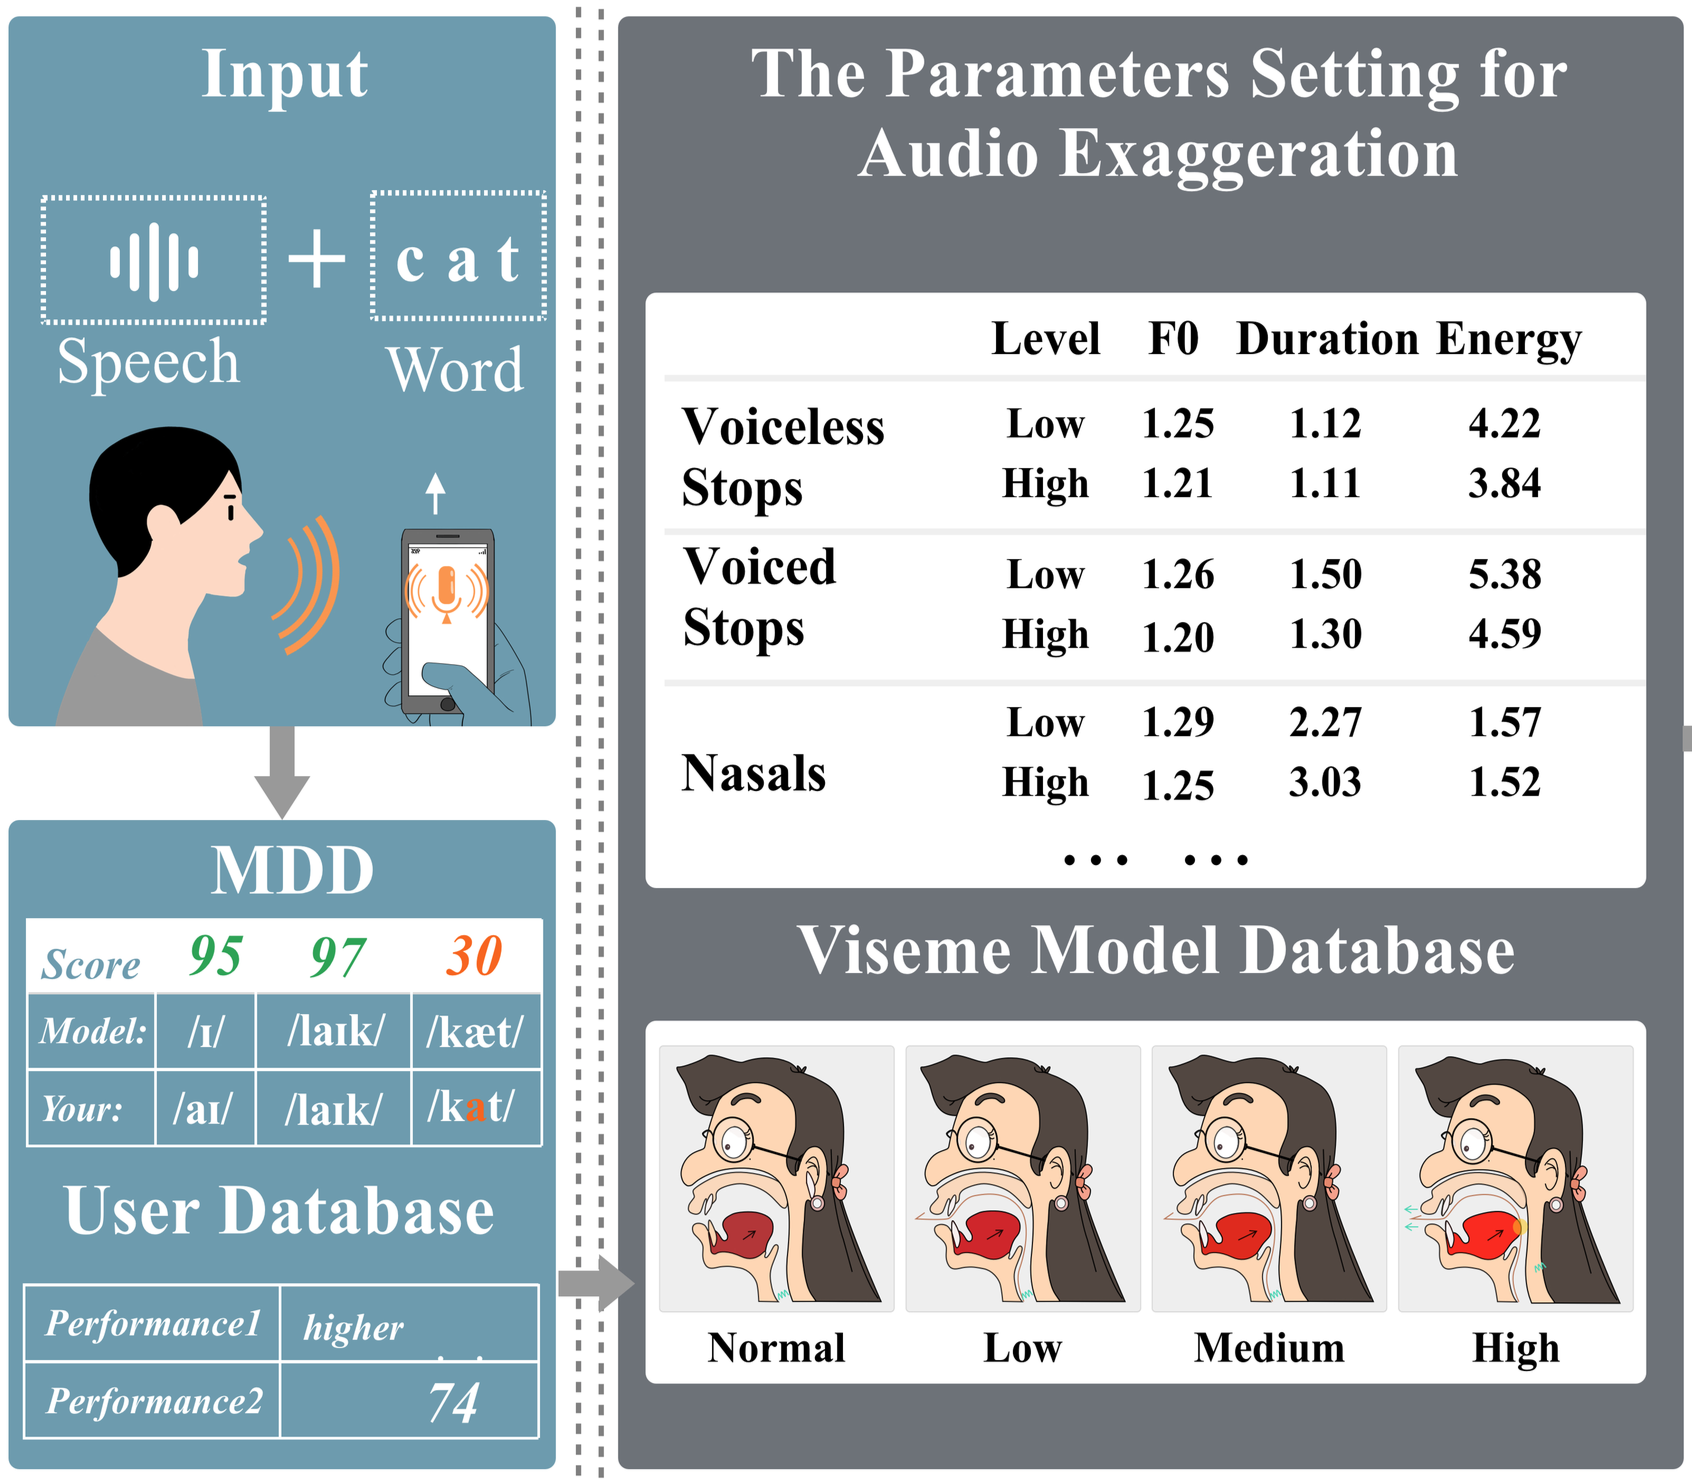 Input
c a t
Speech
Word
MDD
Score 95 97 30
Model: /ɪ/ /laɪk/ /kæt/
Your: /aɪ/ /laɪk/ /kat/
User Database
Performance1 higher
Performance2 74
The Parameters Setting for
Audio Exaggeration
Level F0 Duration Energy
Voiceless Stops
Low 1.25 1.12 4.22
High 1.21 1.11 3.84
Voiced Stops
Low 1.26 1.50 5.38
High 1.20 1.30 4.59
Nasals
Low 1.29 2.27 1.57
High 1.25 3.03 1.52
... ...
Viseme Model Database
Normal Low Medium High